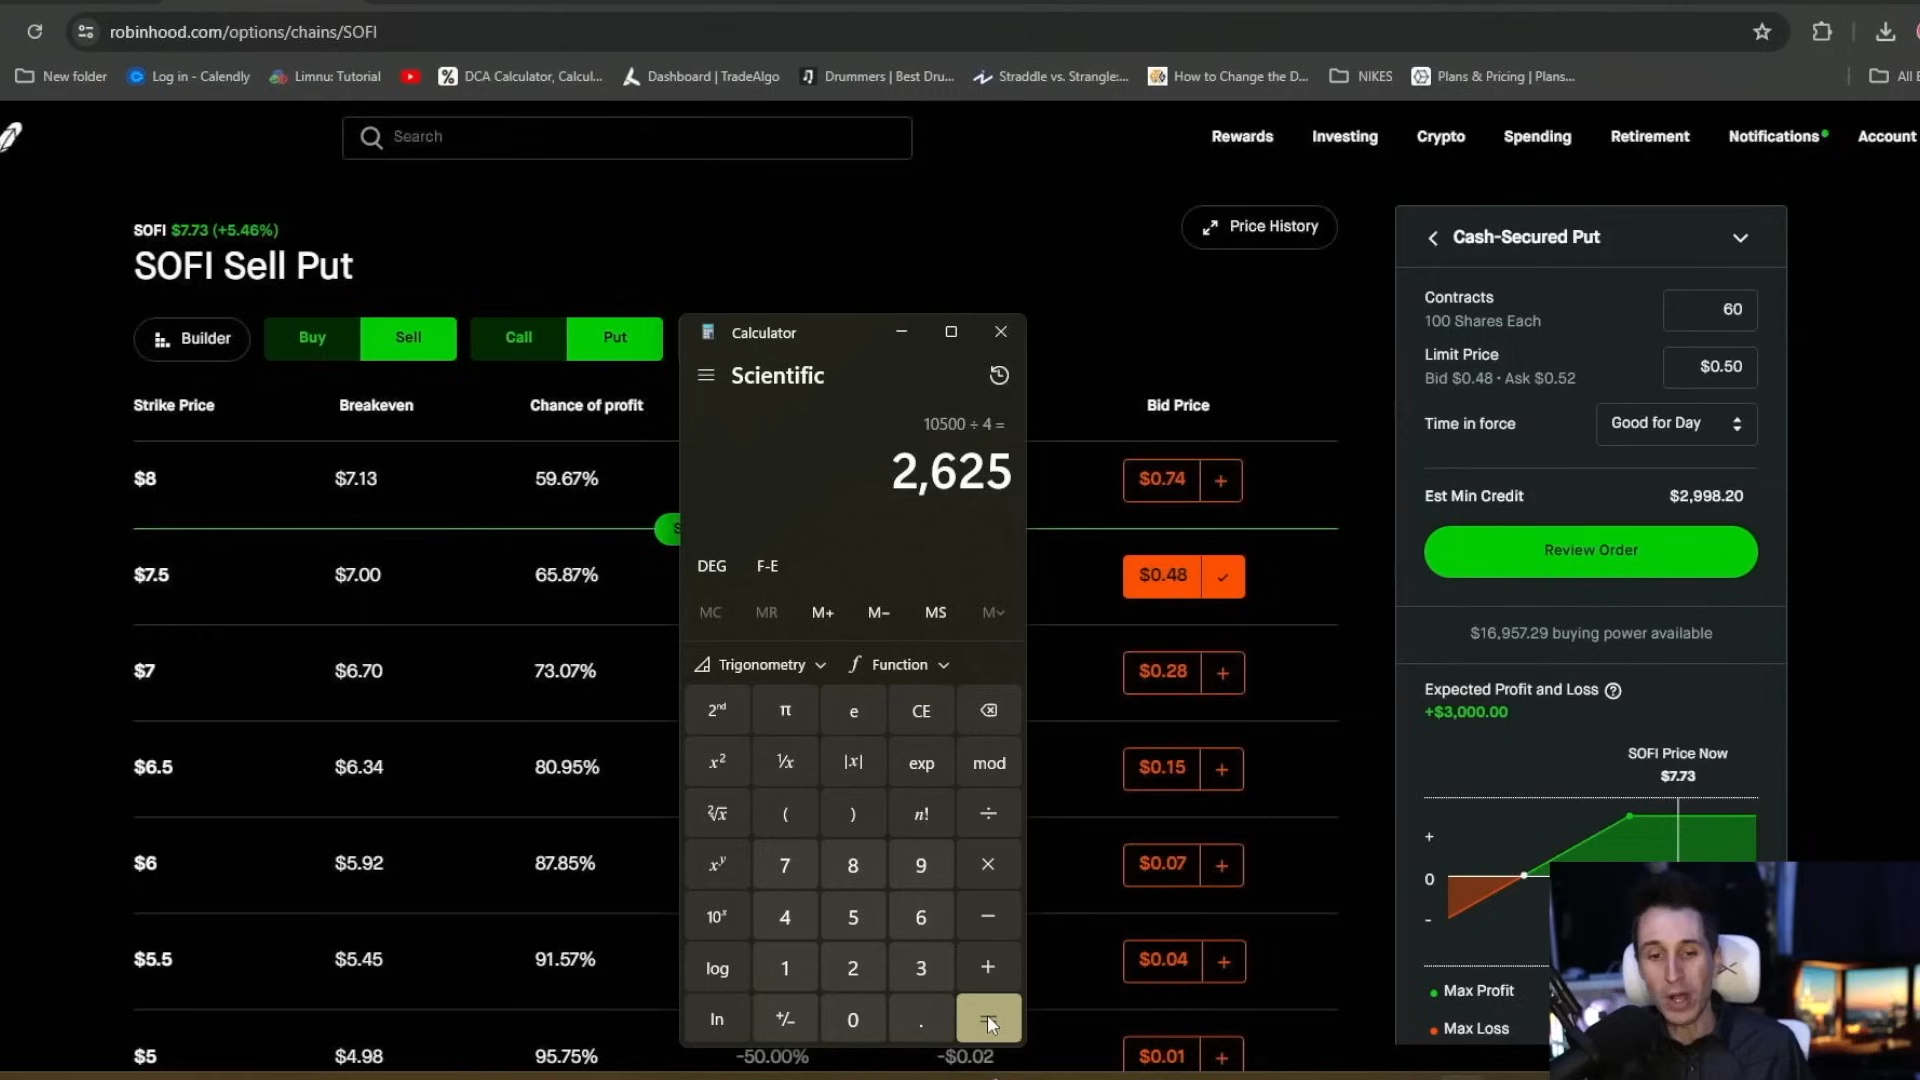 robinhood.com/options/chains/SOFI
New folder
Log in - Calendly
Limnu: Tutorial
DCA Calculator, Calcul...
Dashboard | TradeAlgo
Drummers | Best Dru...
Straddle vs. Strangle:...
How to Change the D...
NIKES
Plans & Pricing | Plans...
All
Search
Rewards
Investing
Crypto
Spending
Retirement
Notifications
Account
SOFI $7.73 (+5.46%)
SOFI Sell Put
Price History
Builder
Buy
Sell
Call
Put
Strike Price
Breakeven
Chance of profit
Bid Price
$8
$7.13
59.67%
$0.74 +
$7.5
$7.00
65.87%
$0.48
$7
$6.70
73.07%
$0.28 +
$6.5
$6.34
80.95%
$0.15 +
$6
$5.92
87.85%
$0.07 +
$5.5
$5.45
91.57%
$0.04 +
$5
$4.98
95.75%
-50.00%
-$0.02
$0.01 +
Calculator
Scientific
10500 ÷ 4 =
2,625
DEG
F-E
MC MR M+ M- MS M
Trigonometry
Function
2nd π e CE
x² ¹/x |x| exp mod
²√x ( ) n! ÷
xʸ 7 8 9 ×
10ˣ 4 5 6 −
log 1 2 3 +
ln +/− 0 . =
Cash-Secured Put
Contracts
100 Shares Each
60
Limit Price
Bid $0.48 · Ask $0.52
$0.50
Time in force
Good for Day
Est Min Credit
$2,998.20
Review Order
$16,957.29 buying power available
Expected Profit and Loss ?
+$3,000.00
SOFI Price Now
$7.73
+
0
-
Max Profit
Max Loss